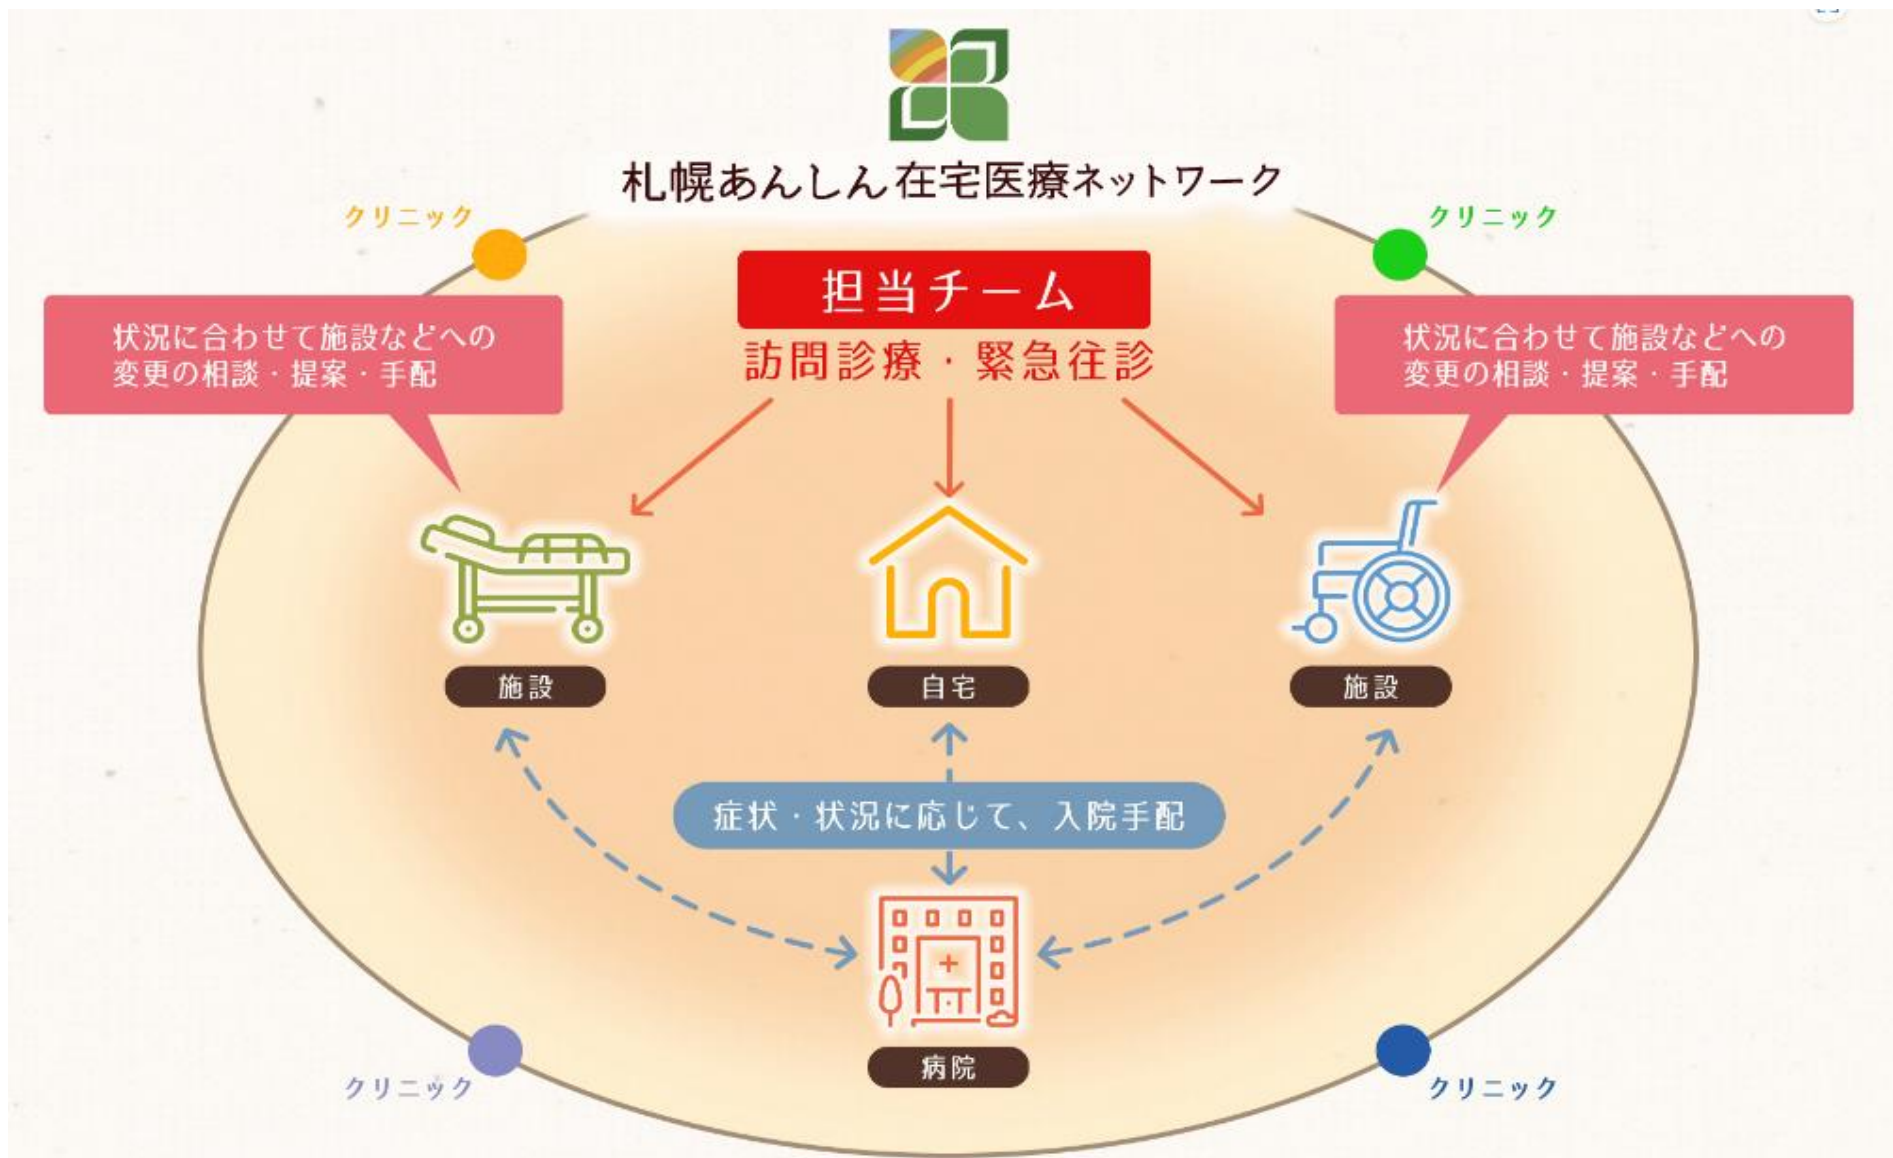 札幌あんしん在宅医療ネットワーク
クリニック
クリニック
担当チーム
訪問診療・緊急往診
状況に合わせて施設などへの
変更の相談・提案・手配
状況に合わせて施設などへの
変更の相談・提案・手配
施設
自宅
施設
症状・状況に応じて、入院手配
病院
クリニック
クリニック